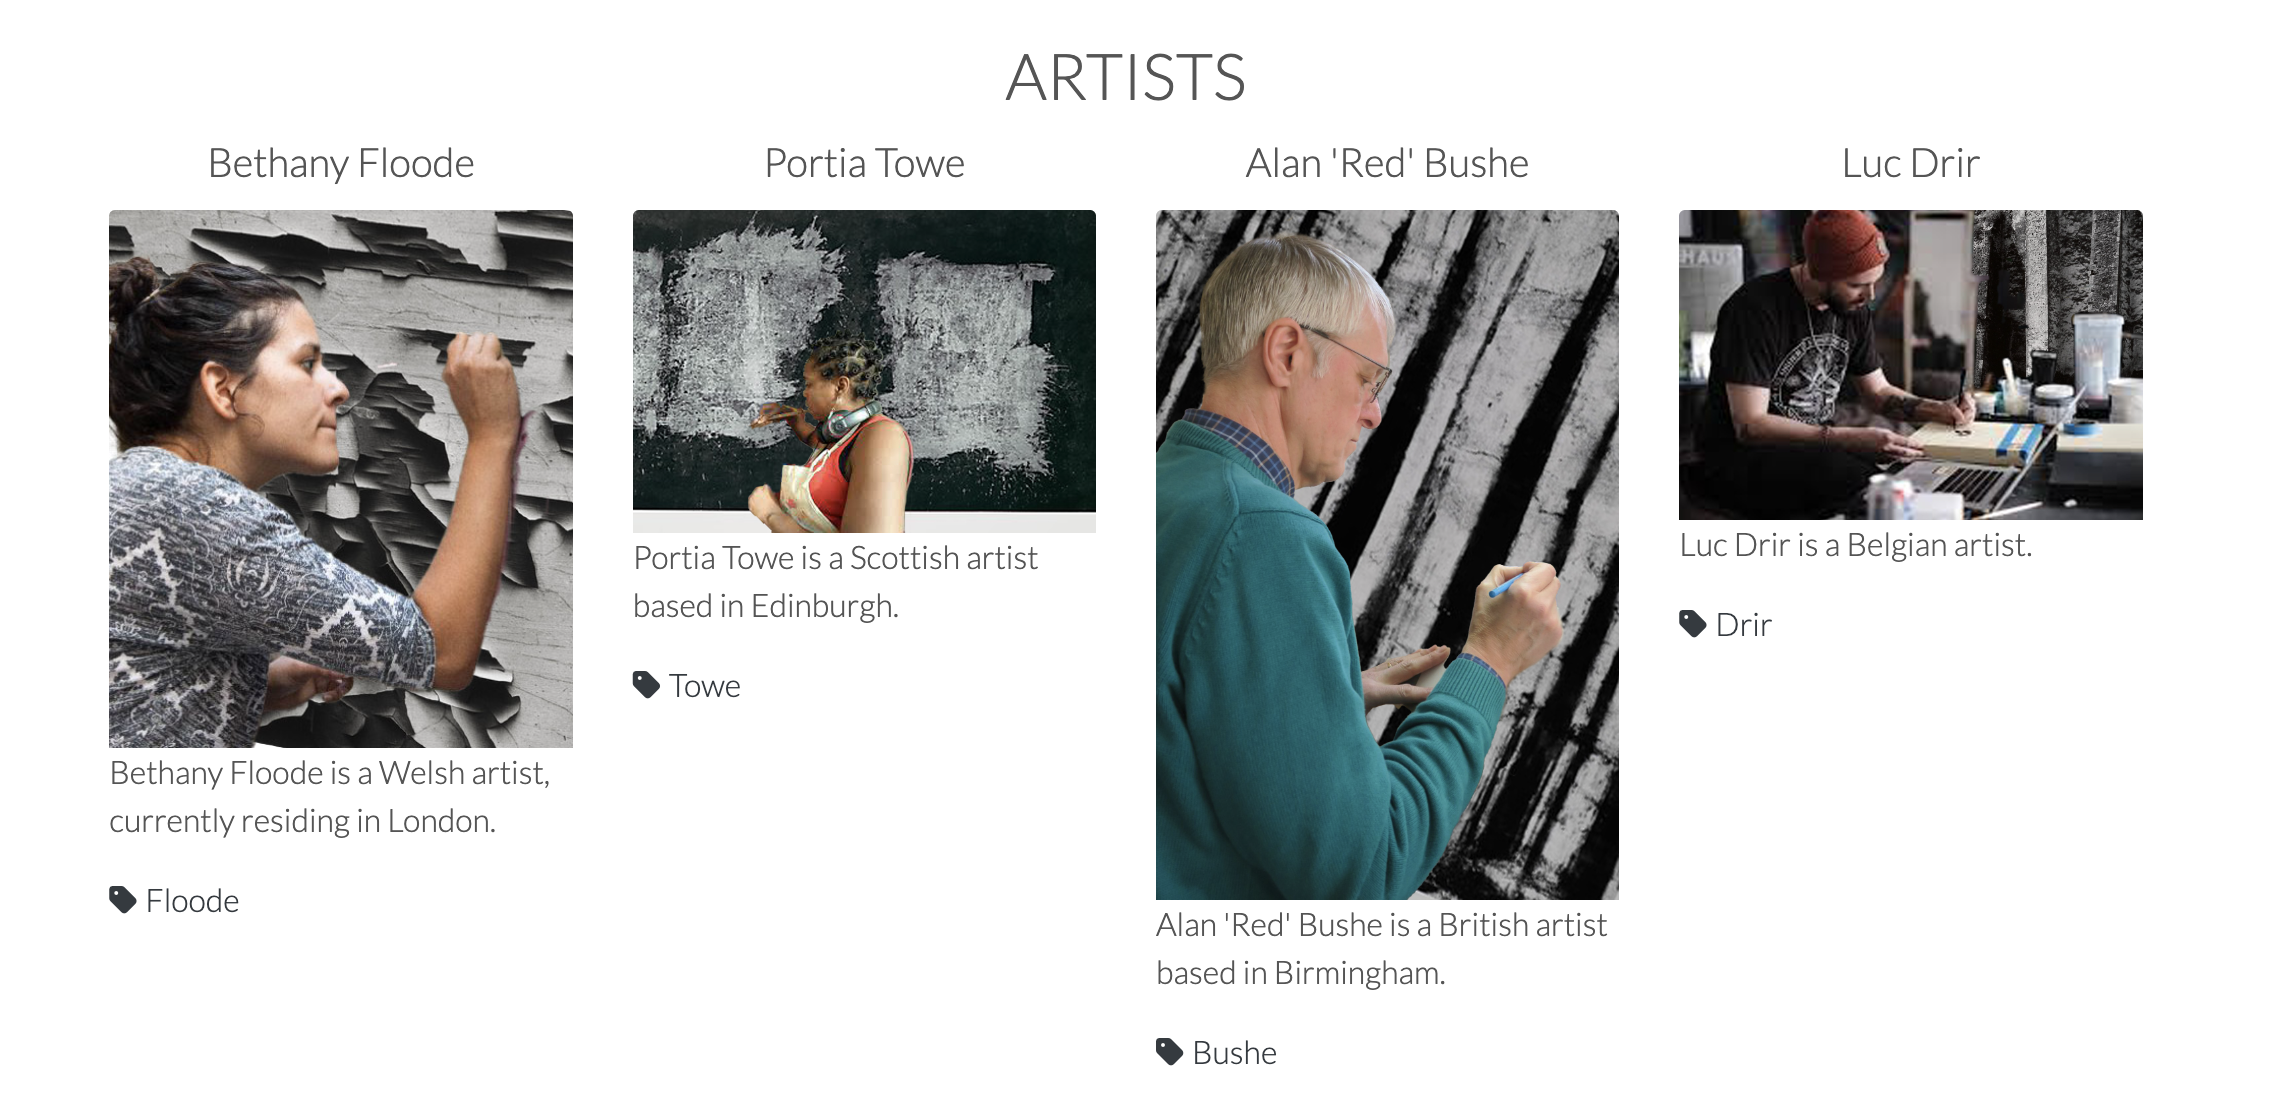 ARTISTS
Bethany Floode
Portia Towe
Alan 'Red' Bushe
Luc Drir
HAUS
Bethany Floode is a Welsh artist,
currently residing in London.
Floode
Portia Towe is a Scottish artist
based in Edinburgh.
Towe
Alan 'Red' Bushe is a British artist
based in Birmingham.
Bushe
Luc Drir is a Belgian artist.
Drir